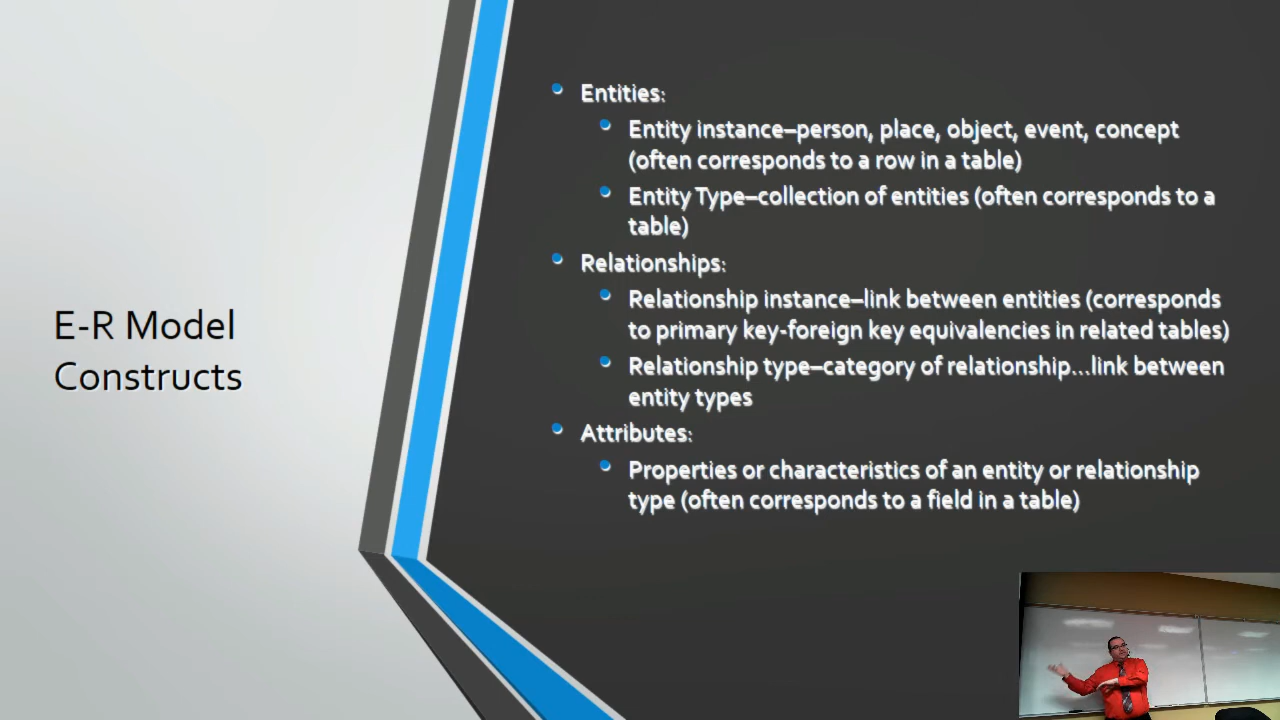 E-R Model
Constructs
Entities:
Entity instance–person, place, object, event, concept
(often corresponds to a row in a table)
Entity Type–collection of entities (often corresponds to a
table)
Relationships:
Relationship instance–link between entities (corresponds
to primary key-foreign key equivalencies in related tables)
Relationship type–category of relationship...link between
entity types
Attributes:
Properties or characteristics of an entity or relationship
type (often corresponds to a field in a table)